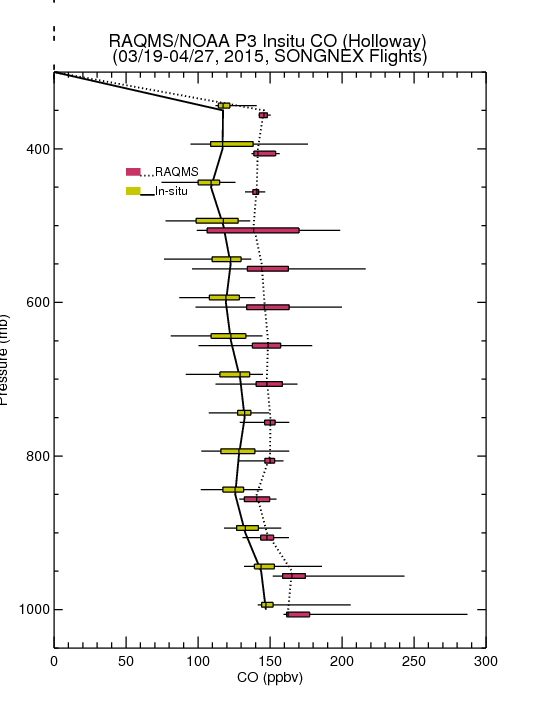 RAQMS/NOAA P3 Insitu CO (Holloway)
(03/19-04/27, 2015, SONGNEX Flights)
400
600
800
1000
Pressure (mb)
RAQMS
In-situ
0 50 100 150 200 250 300
CO (ppbv)